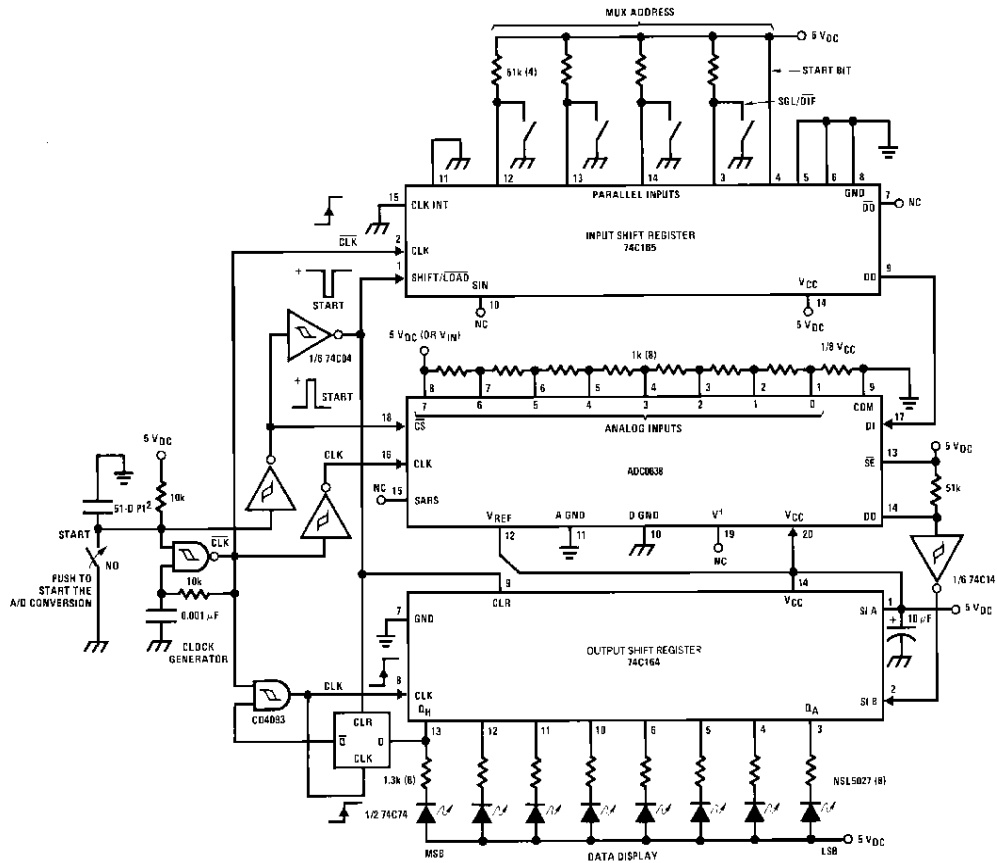 MUX ADDRESS
5 VDC
51k (4)
START BIT
SGL/DIF
11
12
13
14
3
4
5
6
8
PARALLEL INPUTS
GND
15
CLK INT
7
DO
NC
CLK
2
CLK
INPUT SHIFT REGISTER
74C165
1
SHIFT/LOAD
9
DO
+
START
SIN
VCC
10
NC
14
5 VDC
1/6 74C04
5 VDC (OR VIN)
1k (8)
1/8 VCC
+
START
8
7
6
5
4
3
2
1
9
7
6
5
4
3
2
1
0
COM
ANALOG INPUTS
18
CS
17
DI
CLK
16
CLK
ADC0838
13
SE
5 VDC
NC
15
SARS
51k
14
DO
VREF
A GND
D GND
V+
VCC
12
11
10
19
NC
20
5 VDC
10k
START
NO
CLK
PUSH TO
START THE
A/D CONVERSION
10k
0.001 µF
CLOCK
GENERATOR
1/6 74C14
9
CLR
14
VCC
7
GND
1
SI A
5 VDC
+
10 µF
OUTPUT SHIFT REGISTER
74C164
CLK
8
CLK
2
SI B
CD4093
QH
QA
CLR
Q
D
CLK
13
12
11
10
6
5
4
3
1.3k (8)
NSL5027 (8)
1/2 74C74
MSB
DATA DISPLAY
LSB
5 VDC